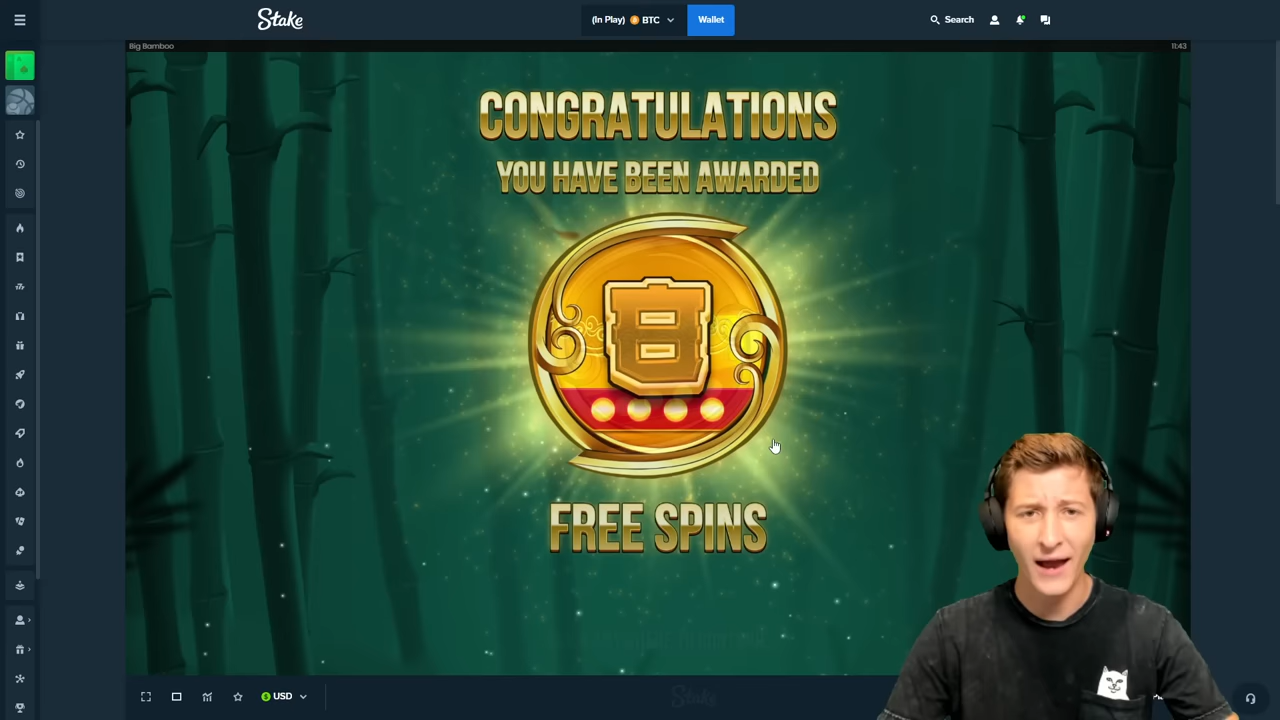 Stake
(In Play) BTC
Wallet
Search
Big Bamboo
11:43
CONGRATULATIONS
YOU HAVE BEEN AWARDED
8
FREE SPINS
USD
Stake